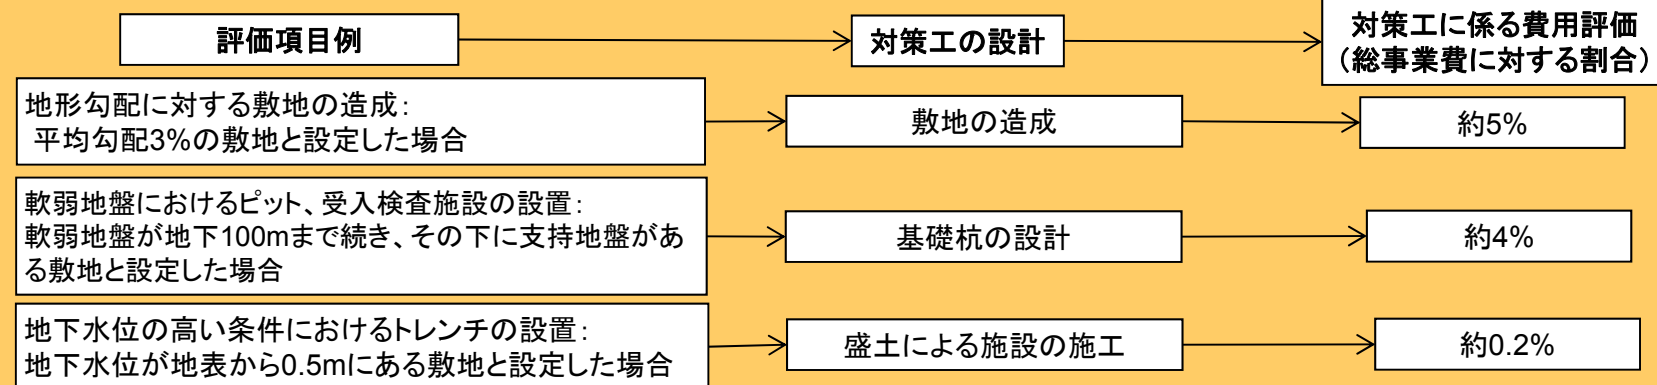 評価項目例
対策工の設計
対策工に係る費用評価
（総事業費に対する割合）
地形勾配に対する敷地の造成：
平均勾配3%の敷地と設定した場合
敷地の造成
約5%
軟弱地盤におけるピット、受入検査施設の設置：
軟弱地盤が地下100mまで続き、その下に支持地盤があ
る敷地と設定した場合
基礎杭の設計
約4%
地下水位の高い条件におけるトレンチの設置：
地下水位が地表から0.5mにある敷地と設定した場合
盛土による施設の施工
約0.2%